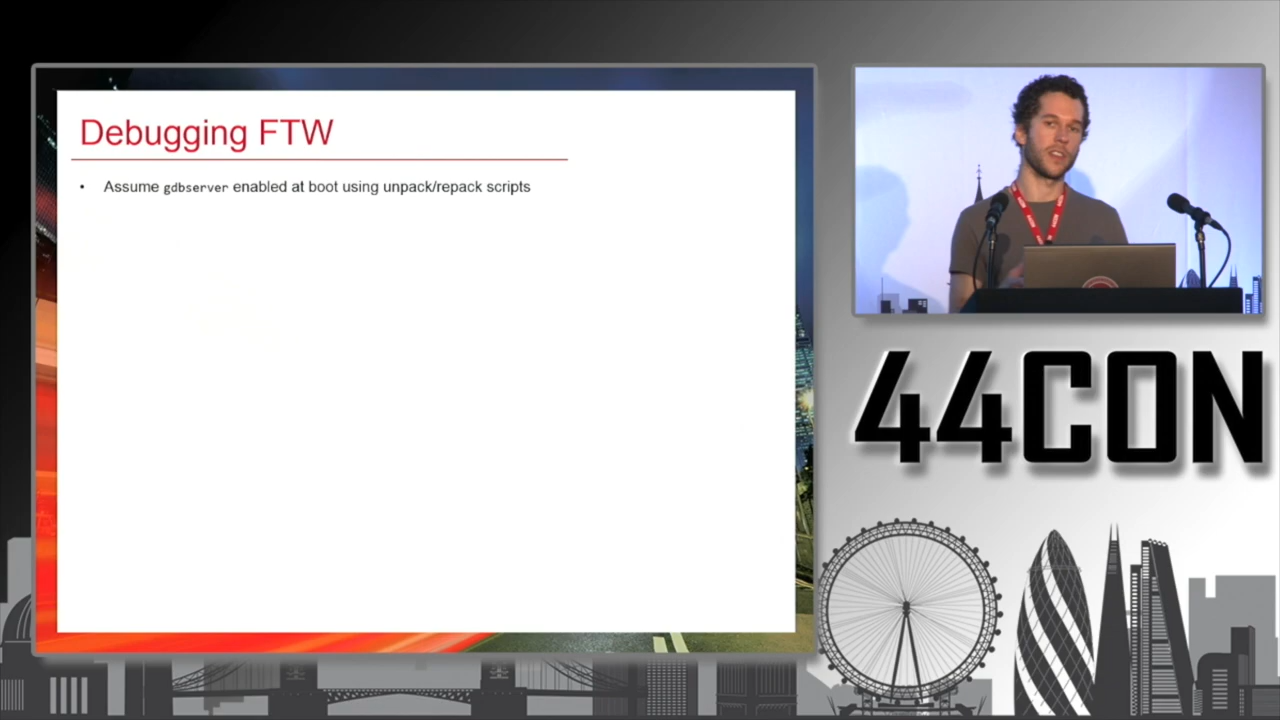 Debugging FTW
• Assume gdbserver enabled at boot using unpack/repack scripts
44CON